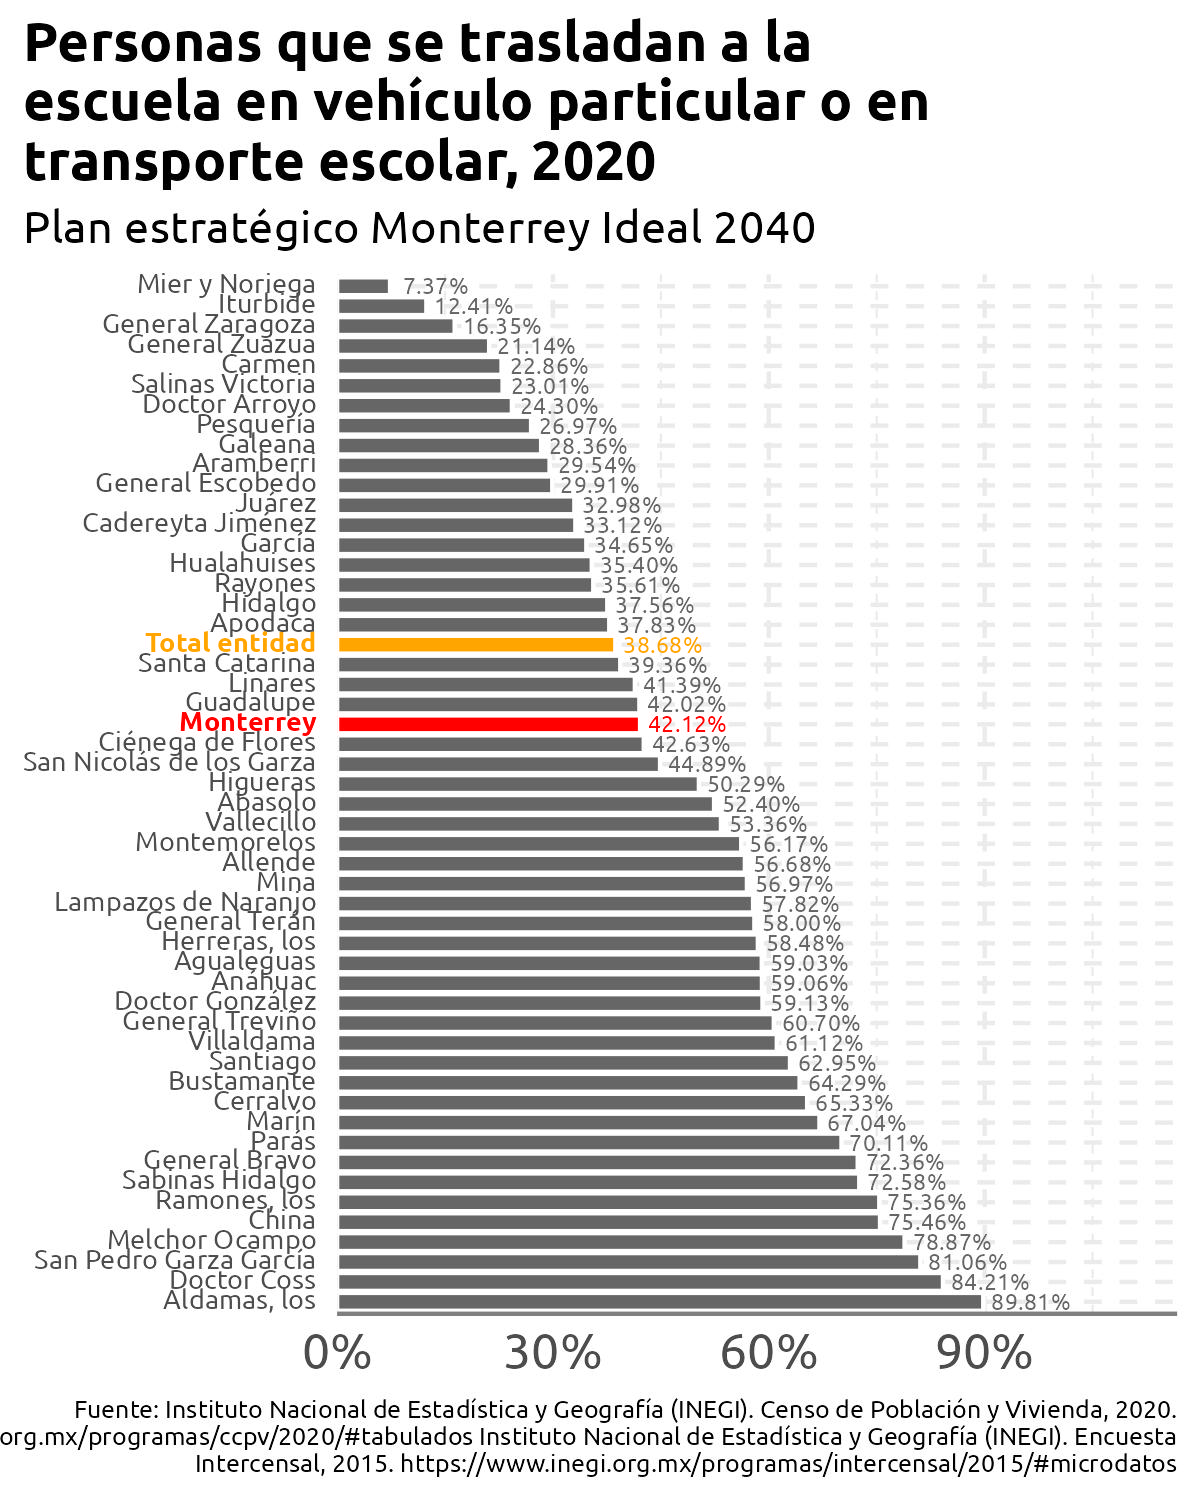 Personas que se trasladan a la
escuela en vehículo particular o en
transporte escolar, 2020
Plan estratégico Monterrey Ideal 2040
Mier y Noriega 7.37%
Iturbide 12.41%
General Zaragoza 16.35%
General Zuazua 21.14%
Carmen 22.86%
Salinas Victoria 23.01%
Doctor Arroyo 24.30%
Pesquería 26.97%
Galeana 28.36%
Aramberri 29.54%
General Escobedo 29.91%
Juárez 32.98%
Cadereyta Jiménez 33.12%
García 34.65%
Hualahuises 35.40%
Rayones 35.61%
Hidalgo 37.56%
Apodaca 37.83%
Total entidad 38.68%
Santa Catarina 39.36%
Linares 41.39%
Guadalupe 42.02%
Monterrey 42.12%
Ciénega de Flores 42.63%
San Nicolás de los Garza 44.89%
Higueras 50.29%
Abasolo 52.40%
Vallecillo 53.36%
Montemorelos 56.17%
Allende 56.68%
Mina 56.97%
Lampazos de Naranjo 57.82%
General Terán 58.00%
Herreras, los 58.48%
Agualeguas 59.03%
Anáhuac 59.06%
Doctor González 59.13%
General Treviño 60.70%
Villaldama 61.12%
Santiago 62.95%
Bustamante 64.29%
Cerralvo 65.33%
Marín 67.04%
Parás 70.11%
General Bravo 72.36%
Sabinas Hidalgo 72.58%
Ramones, los 75.36%
China 75.46%
Melchor Ocampo 78.87%
San Pedro Garza García 81.06%
Doctor Coss 84.21%
Aldamas, los 89.81%
0% 30% 60% 90%
Fuente: Instituto Nacional de Estadística y Geografía (INEGI). Censo de Población y Vivienda, 2020.
org.mx/programas/ccpv/2020/#tabulados Instituto Nacional de Estadística y Geografía (INEGI). Encuesta
Intercensal, 2015. https://www.inegi.org.mx/programas/intercensal/2015/#microdatos